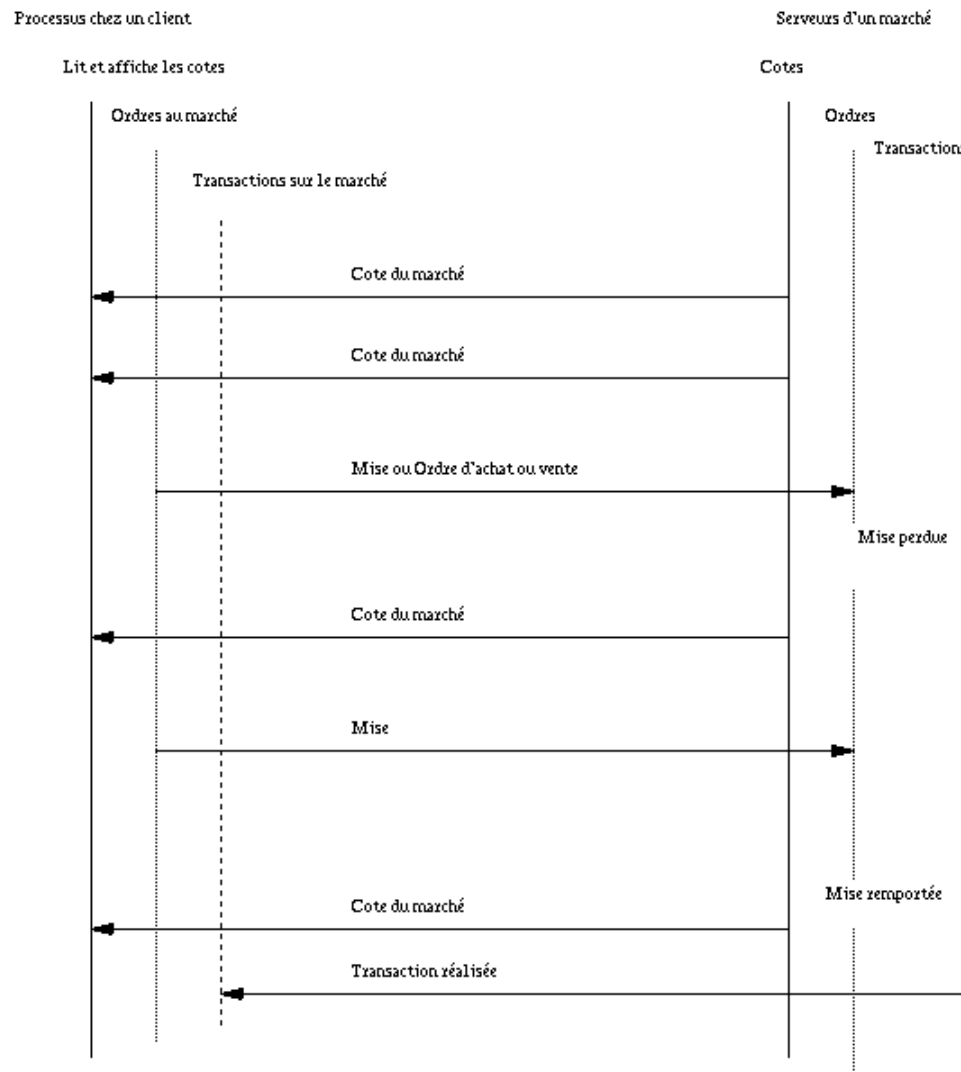 Processus chez un client
Serveurs d'un marché
Lit et affiche les cotes
Cotes
Ordres au marché
Ordres
Transaction
Transactions sur le marché
Cote du marché
Cote du marché
Mise ou Ordre d'achat ou vente
Mise perdue
Cote du marché
Mise
Mise remportée
Cote du marché
Transaction réalisée